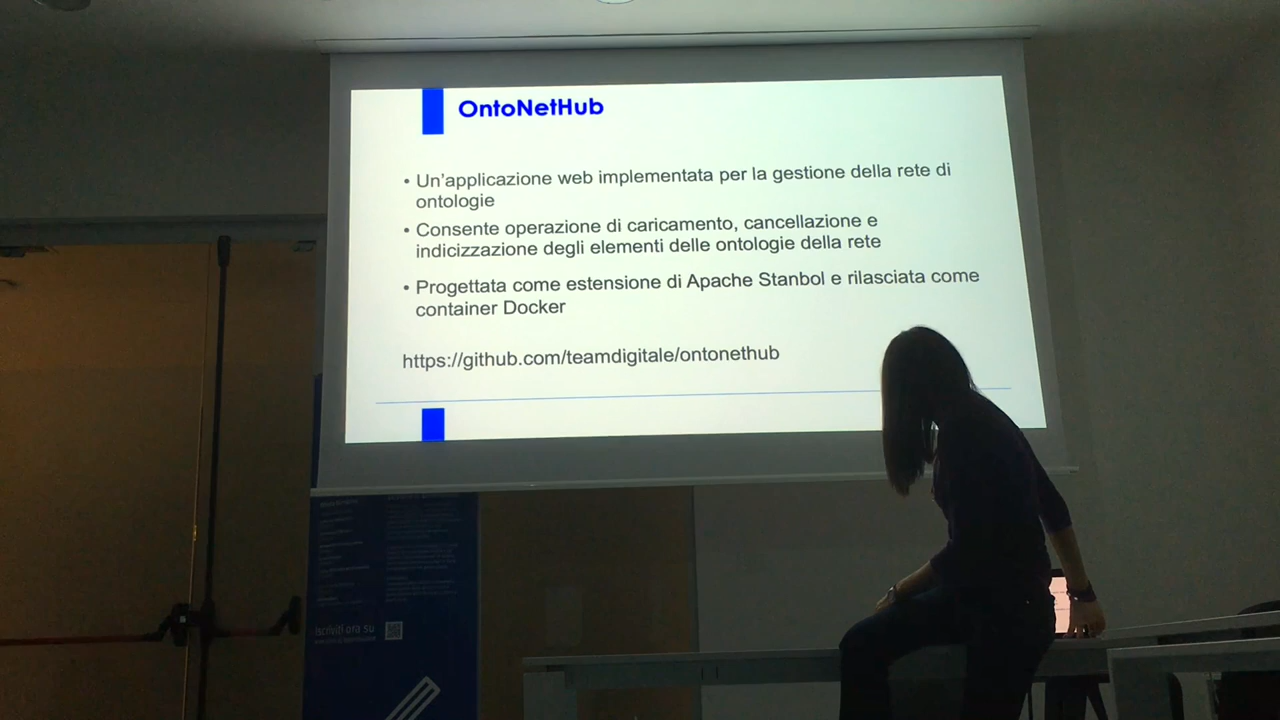 OntoNetHub
• Un'applicazione web implementata per la gestione della rete di
ontologie
• Consente operazione di caricamento, cancellazione e
indicizzazione degli elementi delle ontologie della rete
• Progettata come estensione di Apache Stanbol e rilasciata come
container Docker
https://github.com/teamdigitale/ontonethub
iscriviti ora su